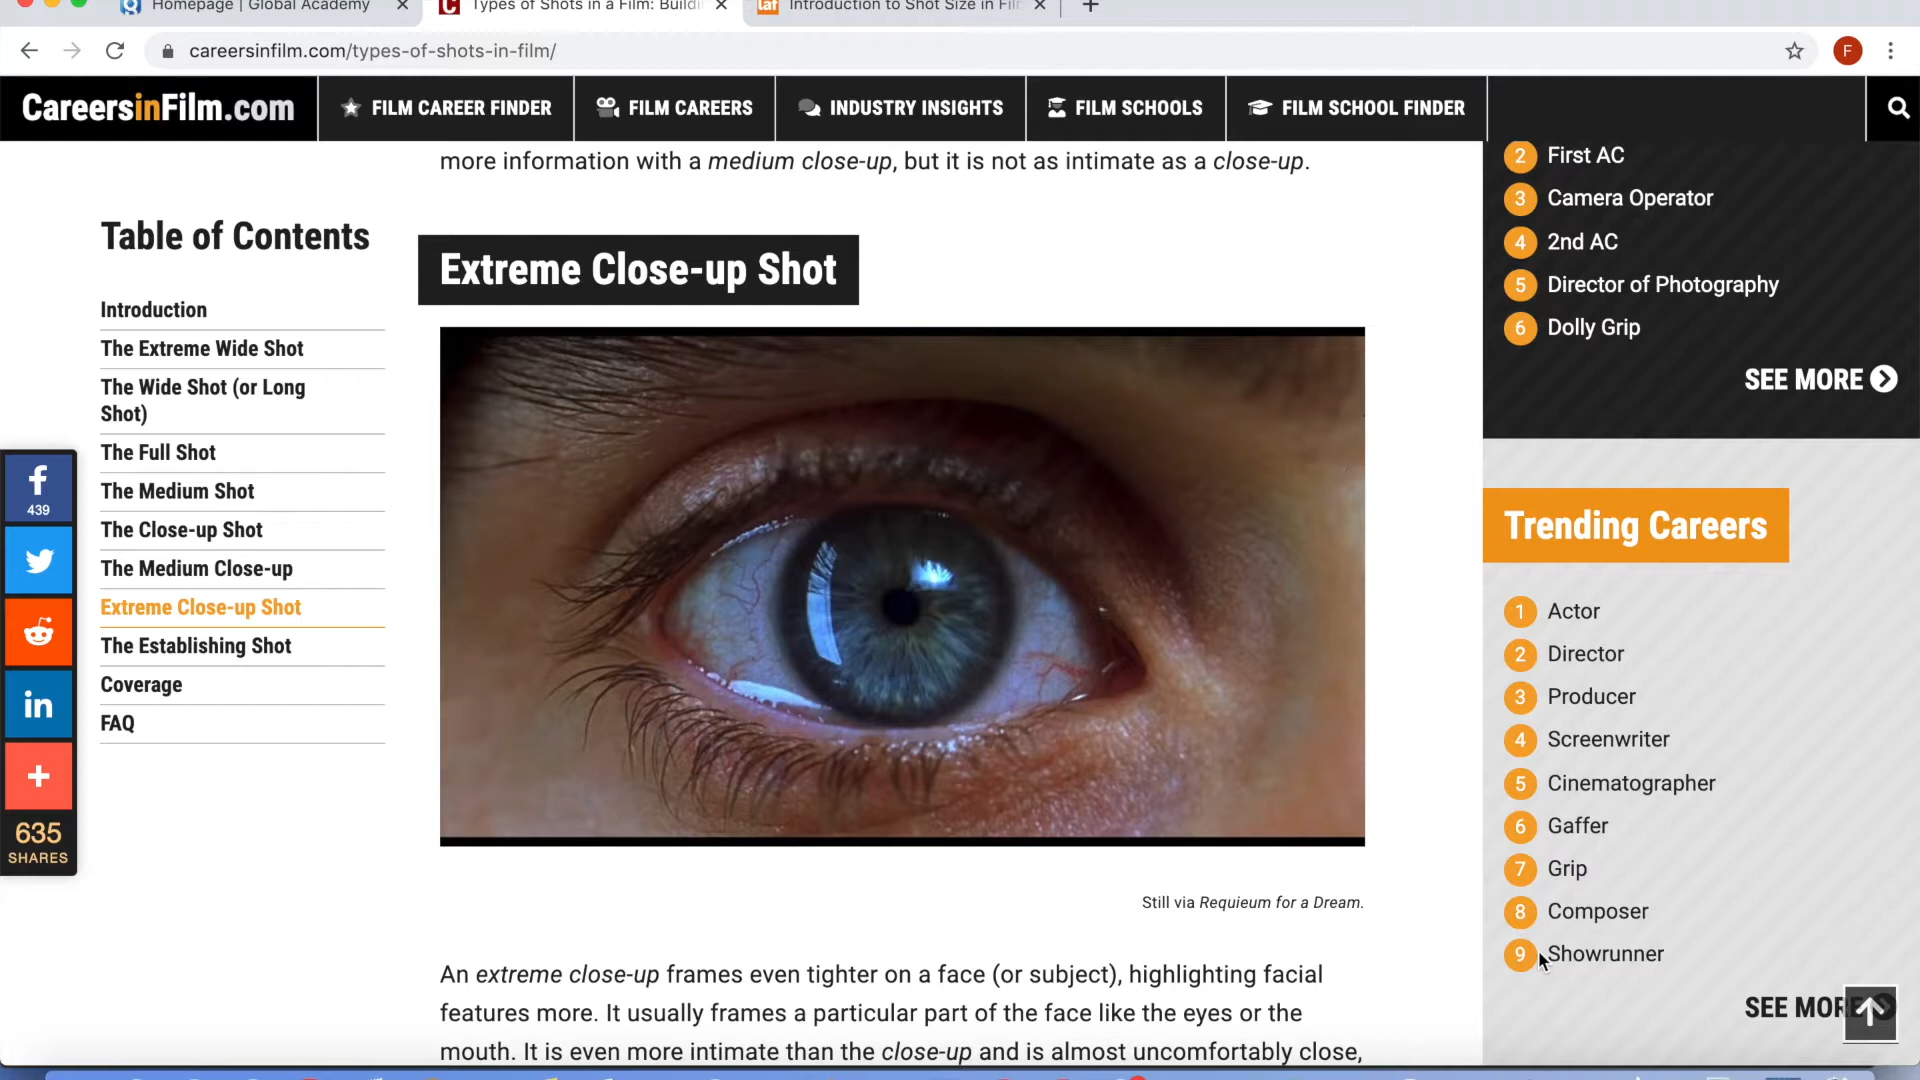 Homepage | Global Academy
Types of Shots in a Film: Buildi
Introduction to Shot Size in Fil
careersinfilm.com/types-of-shots-in-film/
F
CareersinFilm.com
FILM CAREER FINDER
FILM CAREERS
INDUSTRY INSIGHTS
FILM SCHOOLS
FILM SCHOOL FINDER
more information with a medium close-up, but it is not as intimate as a close-up.
Table of Contents
Introduction
The Extreme Wide Shot
The Wide Shot (or Long
Shot)
The Full Shot
The Medium Shot
The Close-up Shot
The Medium Close-up
Extreme Close-up Shot
The Establishing Shot
Coverage
FAQ
439
635
SHARES
Extreme Close-up Shot
Still via Requieum for a Dream.
An extreme close-up frames even tighter on a face (or subject), highlighting facial
features more. It usually frames a particular part of the face like the eyes or the
mouth. It is even more intimate than the close-up and is almost uncomfortably close,
2 First AC
3 Camera Operator
4 2nd AC
5 Director of Photography
6 Dolly Grip
SEE MORE
Trending Careers
1 Actor
2 Director
3 Producer
4 Screenwriter
5 Cinematographer
6 Gaffer
7 Grip
8 Composer
9 Showrunner
SEE MORE